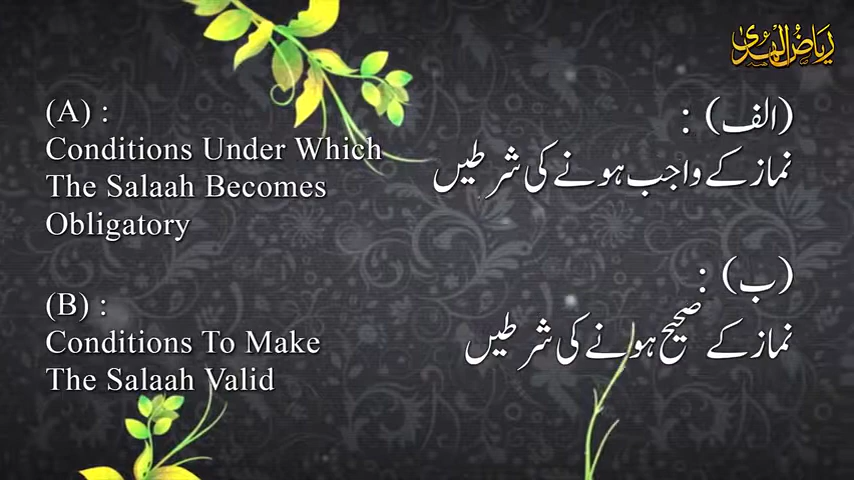 ریاض الہدیٰ
(A) :
Conditions Under Which
The Salaah Becomes
Obligatory
(الف) :
نماز کے واجب ہونے کی شرطیں
(B) :
Conditions To Make
The Salaah Valid
(ب) :
نماز کے صحیح ہونے کی شرطیں